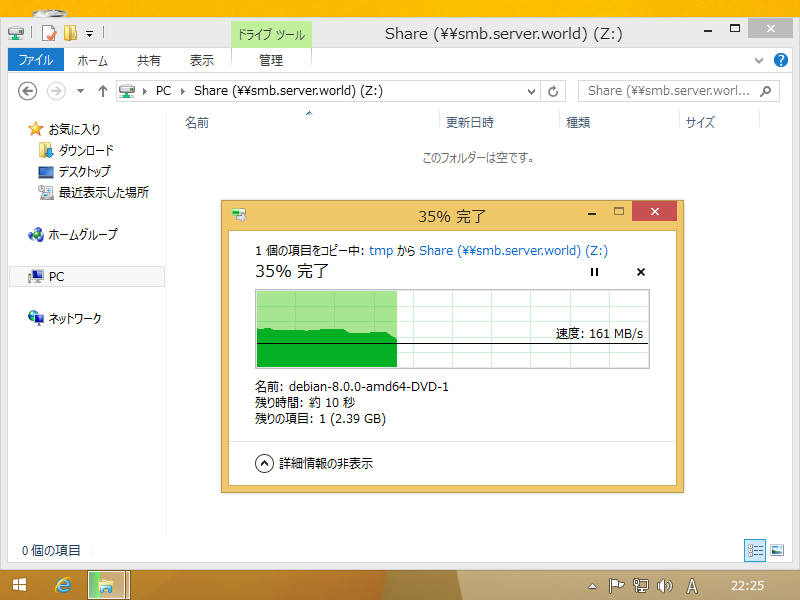 ドライブ ツール
Share (¥¥smb.server.world) (Z:)
ファイル ホーム 共有 表示 管理
PC Share (¥¥smb.server.world) (Z:)
Share (¥¥smb.server.worl...
名前 更新日時 種類 サイズ
このフォルダーは空です。
お気に入り
ダウンロード
デスクトップ
最近表示した場所
ホームグループ
PC
ネットワーク
35% 完了
1 個の項目をコピー中: tmp から Share (¥¥smb.server.world) (Z:)
35% 完了
速度: 161 MB/s
名前: debian-8.0.0-amd64-DVD-1
残り時間: 約 10 秒
残りの項目: 1 (2.39 GB)
詳細情報の非表示
0 個の項目
A 22:25